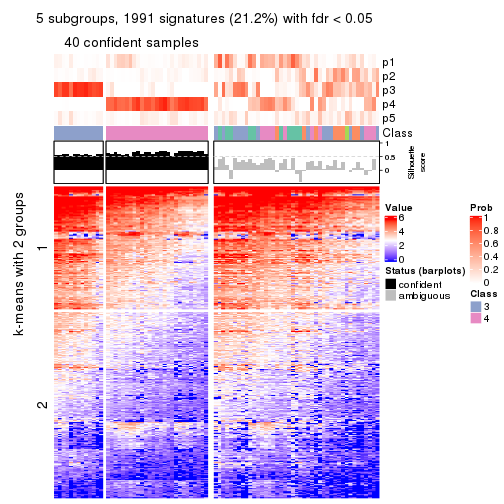 5 subgroups, 1991 signatures (21.2%) with fdr < 0.05
40 confident samples
p1
p2
p3
p4
p5
Class
1
0.5
0
Silhouette
score
k-means with 2 groups
1
2
Value
6
4
2
0
Status (barplots)
confident
ambiguous
Prob
1
0.8
0.6
0.4
0.2
0
Class
3
4